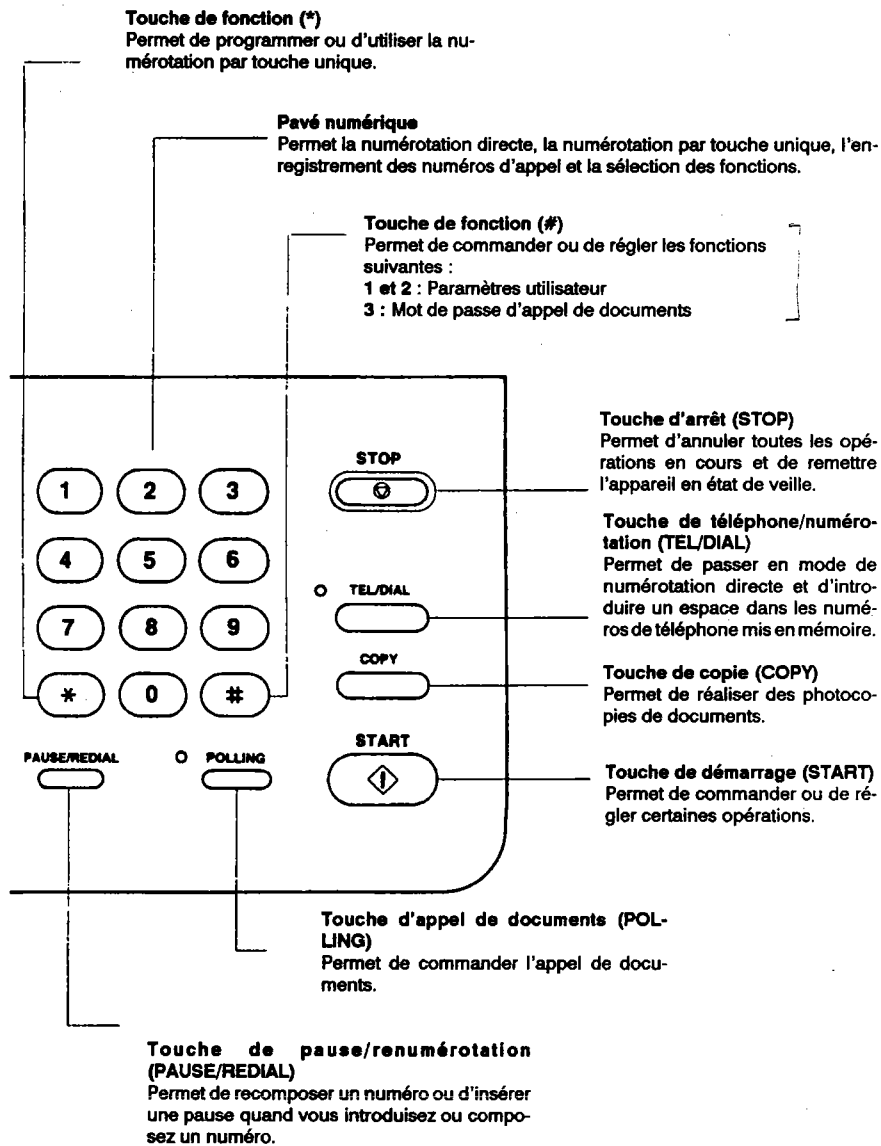 Touche de fonction (*)
Permet de programmer ou d'utiliser la nu-
mérotation par touche unique.
Pavé numérique
Permet la numérotation directe, la numérotation par touche unique, l'en-
registrement des numéros d'appel et la sélection des fonctions.
Touche de fonction (#)
Permet de commander ou de régler les fonctions
suivantes :
1 et 2 : Paramètres utilisateur
3 : Mot de passe d'appel de documents
Touche d'arrêt (STOP)
Permet d'annuler toutes les opé-
rations en cours et de remettre
l'appareil en état de veille.
Touche de téléphone/numéro-
tation (TEL/DIAL)
Permet de passer en mode de
numérotation directe et d'intro-
duire un espace dans les numé-
ros de téléphone mis en mémoire.
Touche de copie (COPY)
Permet de réaliser des photoco-
pies de documents.
Touche de démarrage (START)
Permet de commander ou de ré-
gler certaines opérations.
STOP
1 2 3
4 5 6
TEL/DIAL
7 8 9
COPY
* 0 #
START
PAUSE/REDIAL
POLLING
Touche d'appel de documents (POL-
LING)
Permet de commander l'appel de docu-
ments.
Touche de pause/renumérotation
(PAUSE/REDIAL)
Permet de recomposer un numéro ou d'insérer
une pause quand vous introduisez ou compo-
sez un numéro.